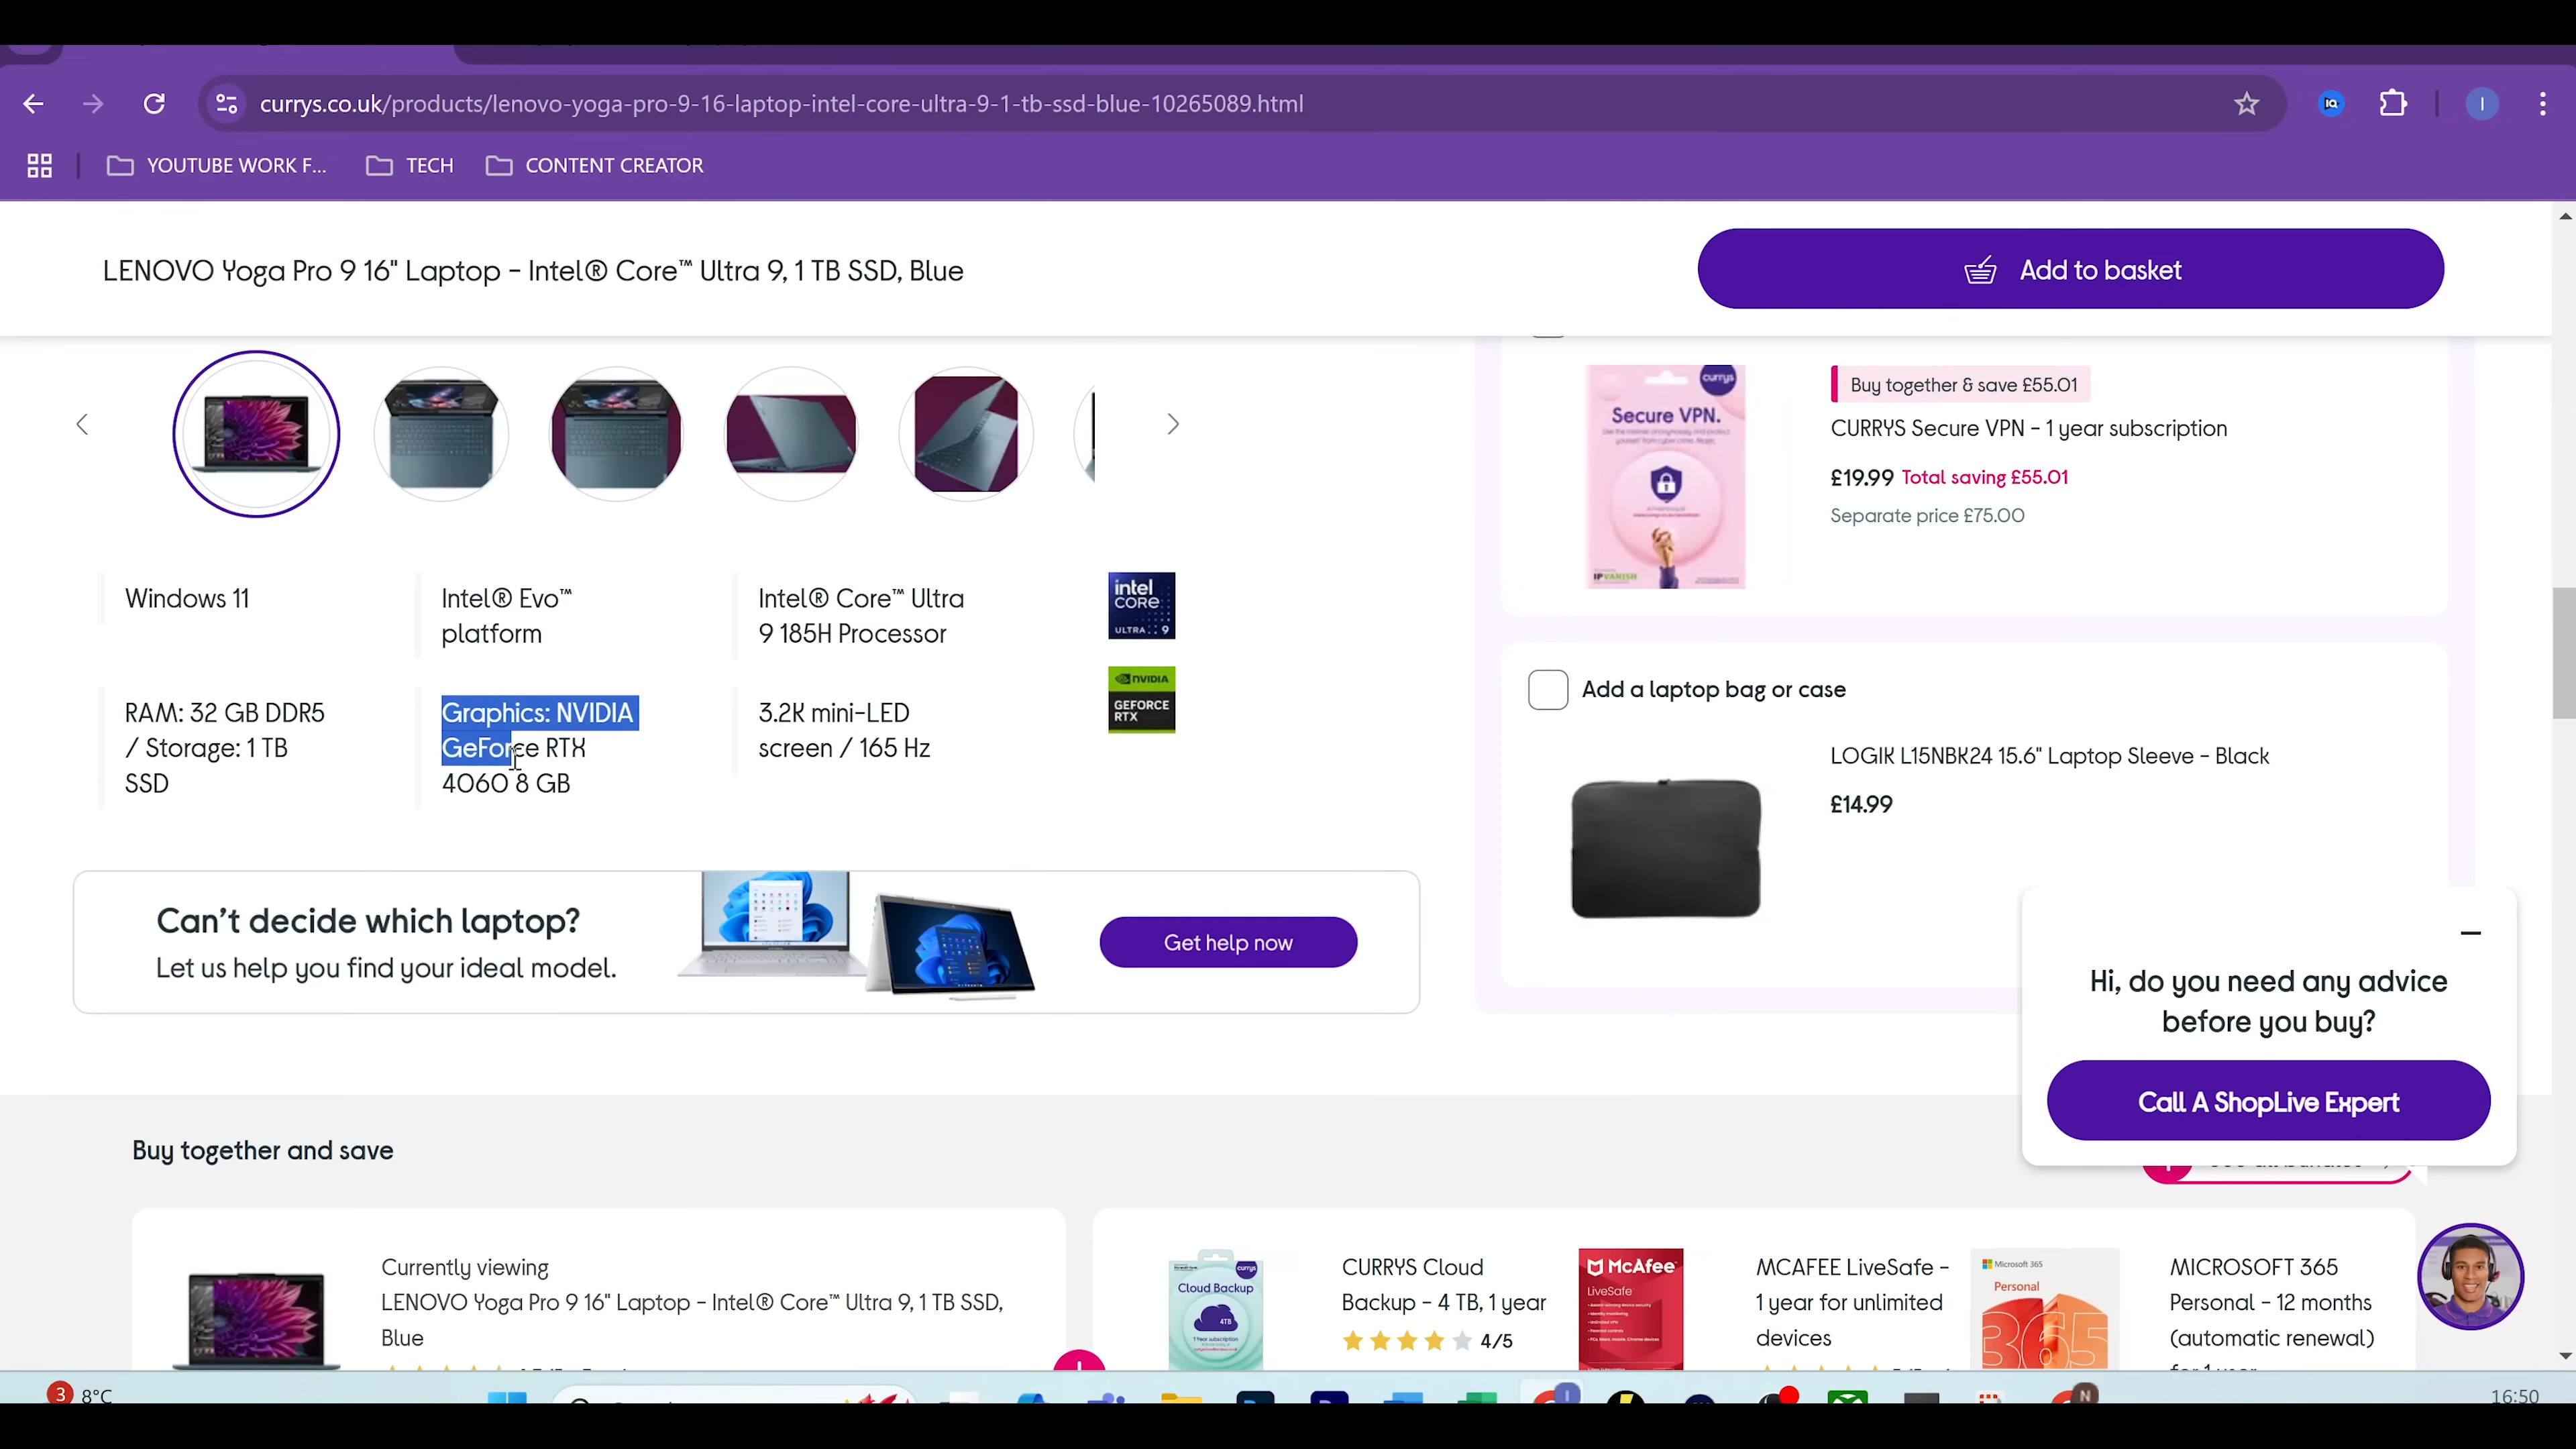 currys.co.uk/products/lenovo-yoga-pro-9-16-laptop-intel-core-ultra-9-1-tb-ssd-blue-10265089.html
I
YOUTUBE WORK F...
TECH
CONTENT CREATOR
LENOVO Yoga Pro 9 16" Laptop - Intel® Core™ Ultra 9, 1 TB SSD, Blue
Add to basket
currys
Secure VPN.
IPVANISH
Buy together & save £55.01
CURRYS Secure VPN - 1 year subscription
£19.99 Total saving £55.01
Separate price £75.00
Windows 11
Intel® Evo™
platform
Intel® Core™ Ultra
9 185H Processor
intel
CORE
ULTRA 9
RAM: 32 GB DDR5
/ Storage: 1 TB
SSD
Graphics: NVIDIA
GeForce RTX
4060 8 GB
3.2K mini-LED
screen / 165 Hz
NVIDIA
GEFORCE
RTX
Add a laptop bag or case
LOGIK L15NBK24 15.6" Laptop Sleeve - Black
£14.99
Can't decide which laptop?
Let us help you find your ideal model.
Get help now
Hi, do you need any advice
before you buy?
Call A ShopLive Expert
Buy together and save
Currently viewing
LENOVO Yoga Pro 9 16" Laptop - Intel® Core™ Ultra 9, 1 TB SSD,
Blue
currys
Cloud Backup
4TB
CURRYS Cloud
Backup - 4 TB, 1 year
4/5
McAfee
LiveSafe
MCAFEE LiveSafe -
1 year for unlimited
devices
Microsoft 365
Personal
365
MICROSOFT 365
Personal - 12 months
(automatic renewal)
for 1 year
3
8°C
16:50